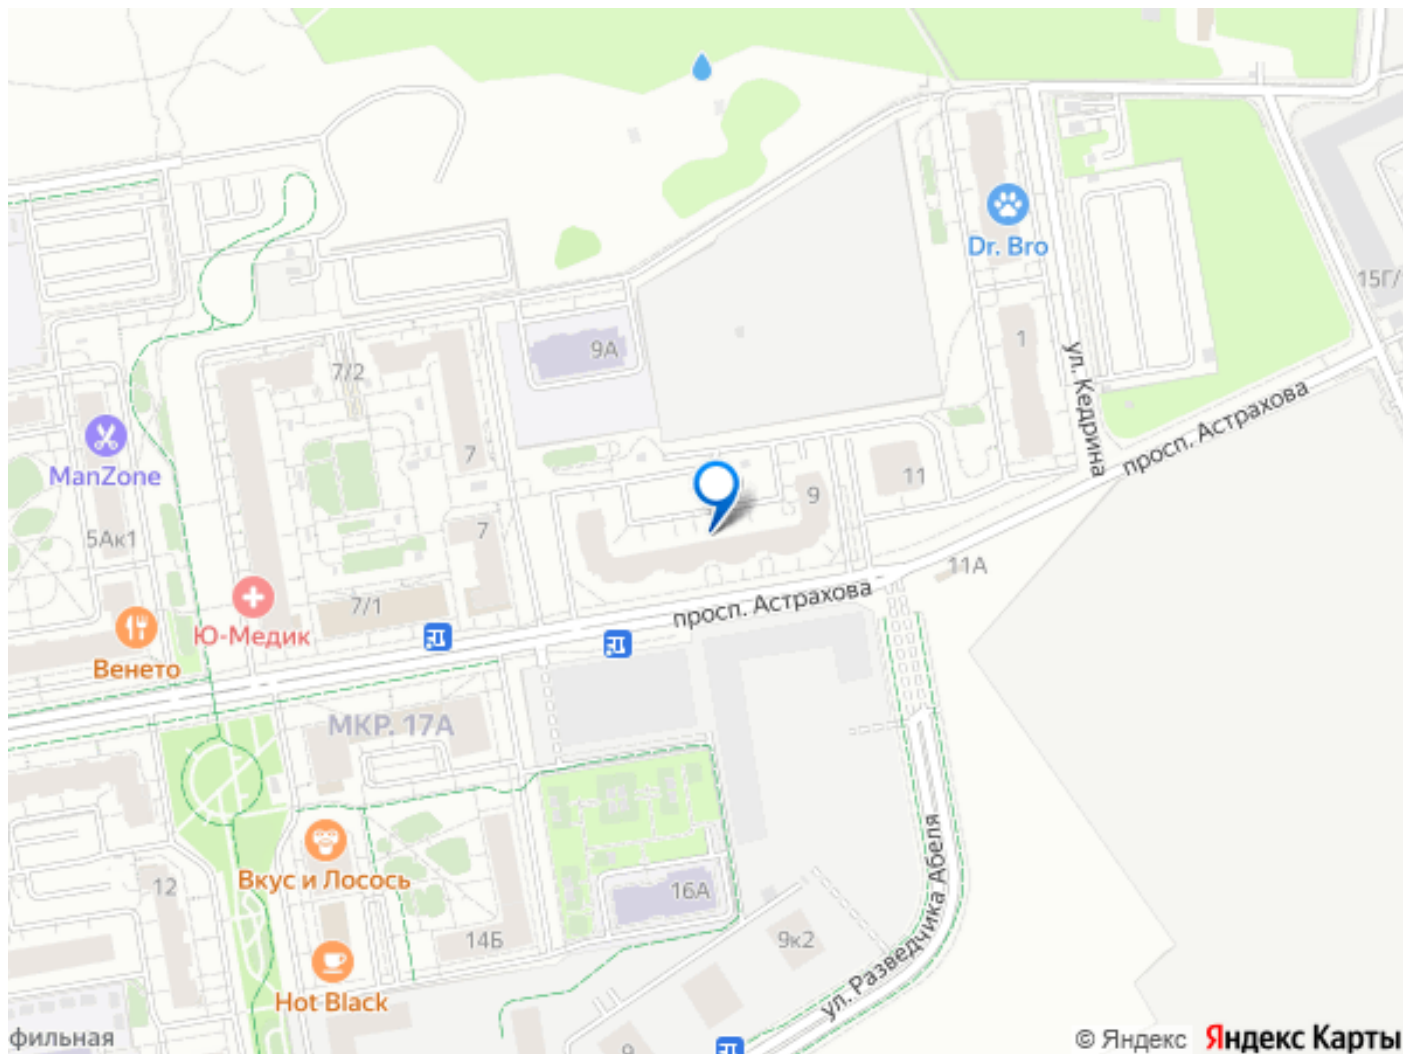 Dr. Bro
15Г/
9А
7/2
1
ул. Кедрина
просп. Астрахова
ManZone
7
11
9
5Ак1
7
11А
7/1
просп. Астрахова
Ю-Медик
Венето
МКР. 17А
ул. Разведчика Абеля
Вкус и Лосось
12
16А
14Б
9к2
Hot Black
фильная
9
© Яндекс Яндекс Карты